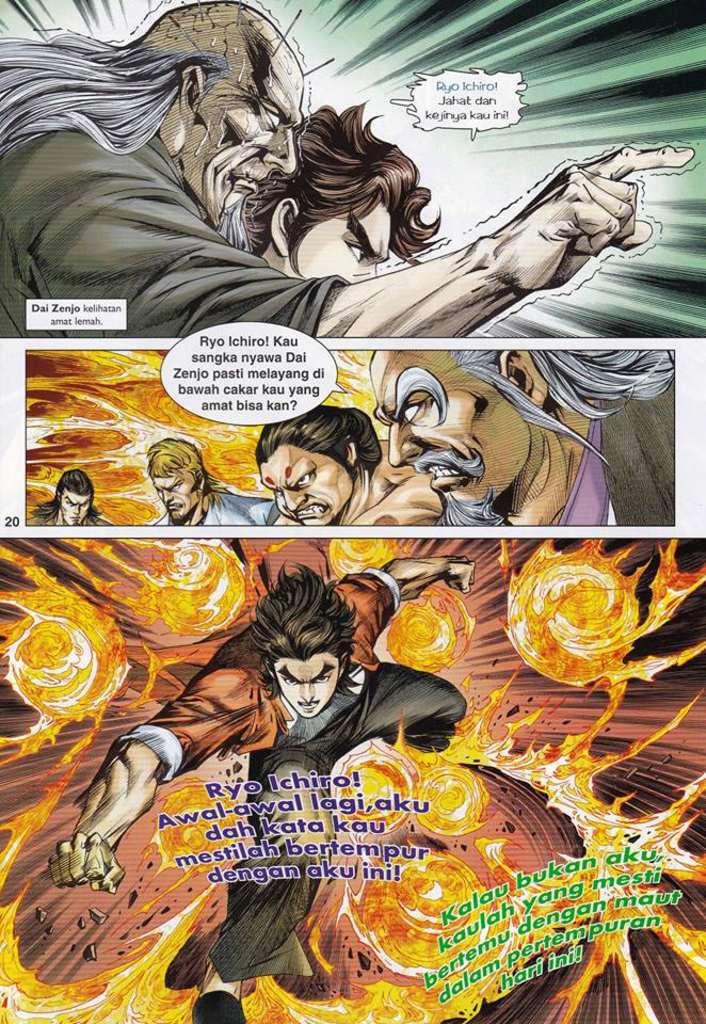 Ryo Ichiro!
Jahat dan
kejinya kau ini!
Dai Zenjo kelihatan
amat lemah.
Ryo Ichiro! Kau
sangka nyawa Dai
Zenjo pasti melayang di
bawah cakar kau yang
amat bisa kan?
20
Ryo Ichiro!
Awal-awal lagi,aku
dah kata kau
mestilah bertempur
dengan aku ini!
Kalau bukan aku,
kaulah yang mesti
bertemu dengan maut
dalam pertempuran
hari ini!